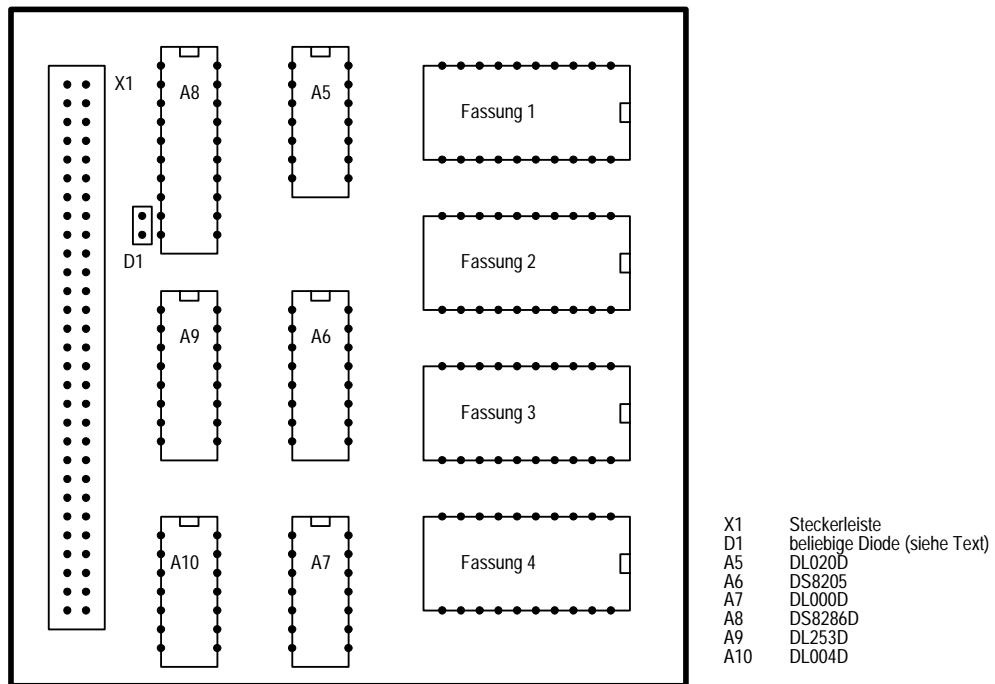 X1
A8
A5
Fassung 1
D1
Fassung 2
A9
A6
Fassung 3
A10
A7
Fassung 4
X1 Steckerleiste
D1 beliebige Diode (siehe Text)
A5 DL020D
A6 DS8205
A7 DL000D
A8 DS8286D
A9 DL253D
A10 DL004D